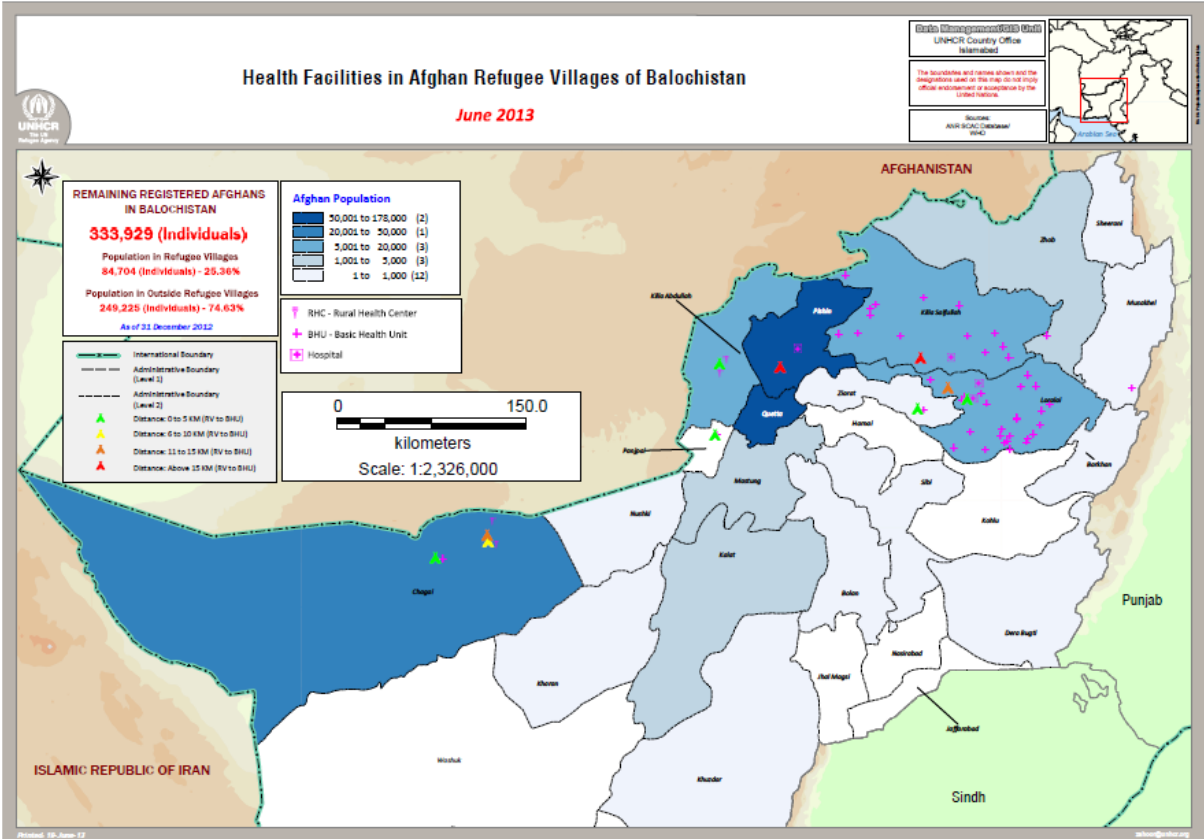 Health Facilities in Afghan Refugee Villages of Balochistan
June 2013
UNHCR
The UN
Refugee Agency
Data Management/GIS Unit
UNHCR Country Office
Islamabad
The boundaries and names shown and the
designations used on this map do not imply
official endorsement or acceptance by the
United Nations.
Sources:
WHO
Arabian Sea
REMAINING REGISTERED AFGHANS
IN BALOCHISTAN
333,929 (Individuals)
Population in Refugee Villages
84,704 (Individuals) - 25.36%
Population in Outside Refugee Villages
249,225 (Individuals) - 74.63%
As of 31 December 2012
Afghan Population
50,001 to 178,000 (2)
20,001 to 50,000 (1)
5,001 to 20,000 (3)
1,001 to 5,000 (3)
1 to 1,000 (12)
RHC - Rural Health Center
BHU - Basic Health Unit
Hospital
International Boundary
Administrative Boundary
(Level 1)
Administrative Boundary
(Level 2)
Distance: 0 to 5 KM (RV to BHU)
Distance: 6 to 10 KM (RV to BHU)
Distance: 11 to 15 KM (RV to BHU)
Distance: Above 15 KM (RV to BHU)
0 150.0
kilometers
Scale: 1:2,326,000
AFGHANISTAN
Sheerani
Zhob
Musakhel
Killa Abdullah
Pishin
Killa Saifullah
Ziarat
Loralai
Quetta
Harnai
Panjpai
Barkhan
Mastung
Sibi
Nushki
Kohlu
Kalat
Chagai
Bolan
Punjab
Dera Bugti
Nasirabad
Kharan
Jhal Magsi
Jaffarabad
Washuk
ISLAMIC REPUBLIC OF IRAN
Khuzdar
Sindh
Printed: 19-June-13